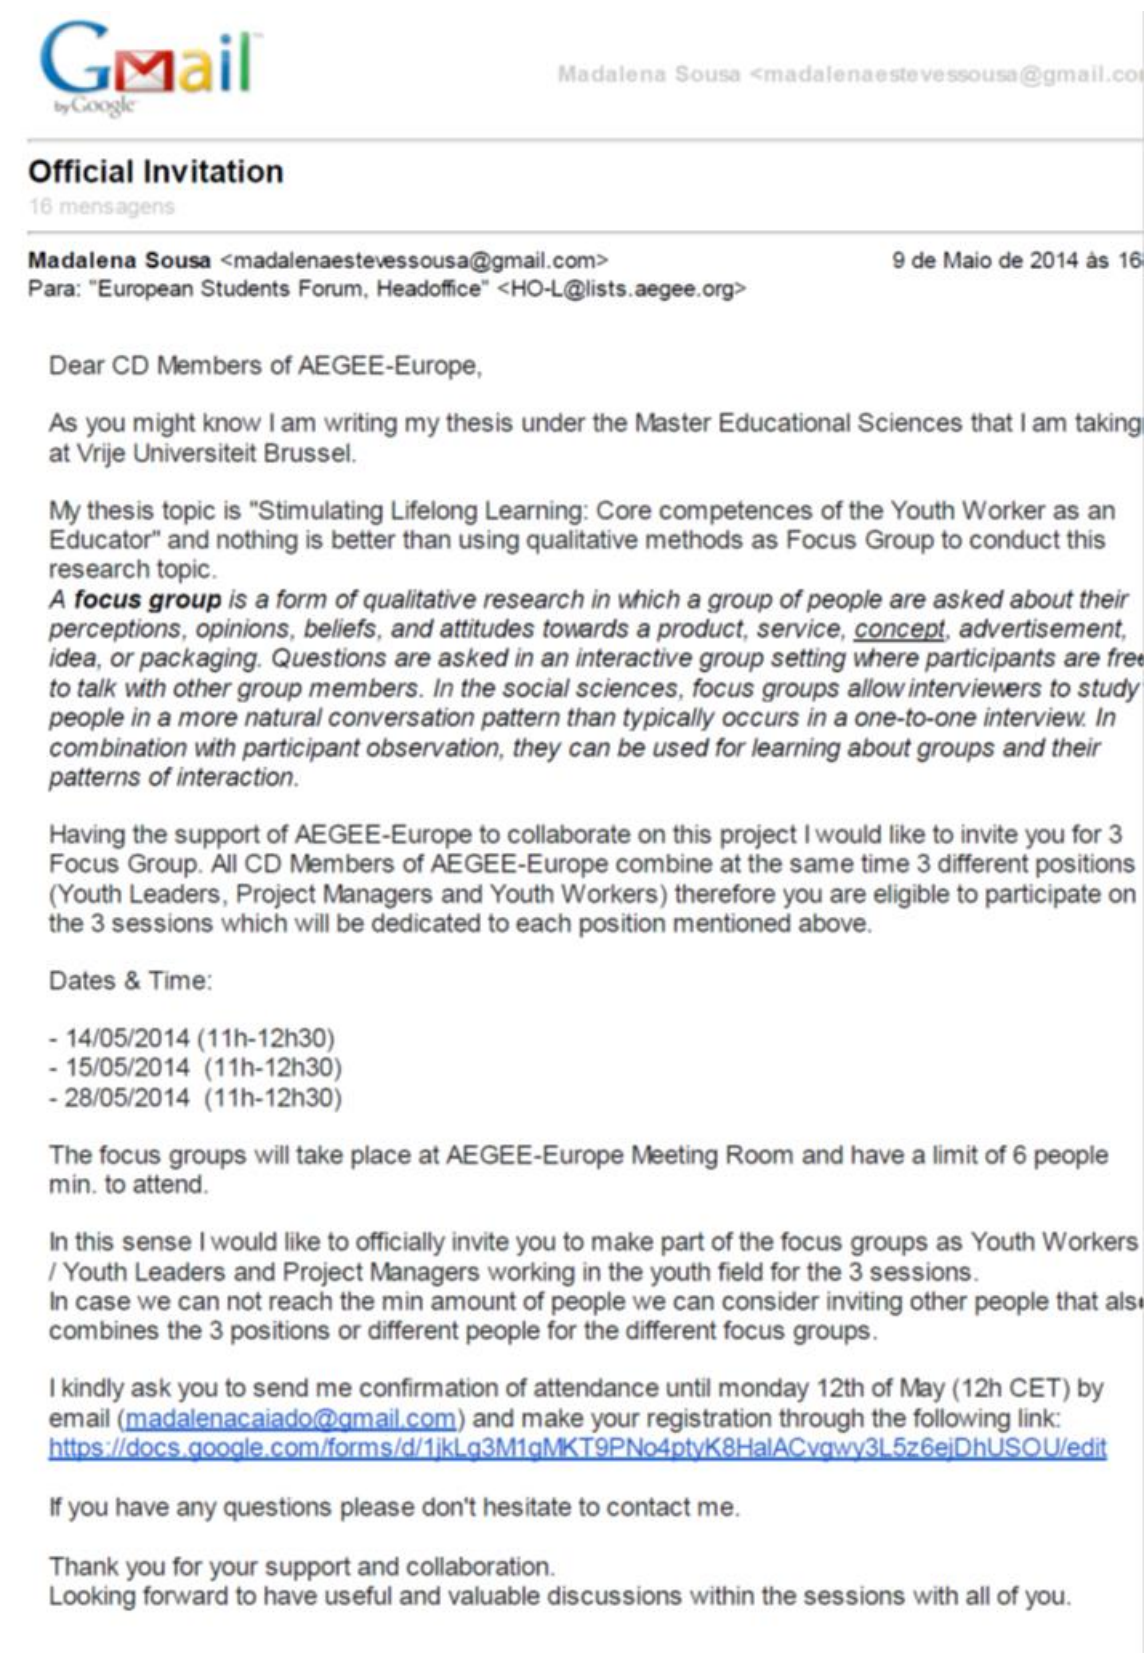 Gmail
by Google
Madalena Sousa <madalenaestevessousa@gmail.co
Official Invitation
16 mensagens
Madalena Sousa <madalenaestevessousa@gmail.com> 9 de Maio de 2014 às 16
Para: "European Students Forum, Headoffice" <HO-L@lists.aegee.org>
Dear CD Members of AEGEE-Europe,
As you might know I am writing my thesis under the Master Educational Sciences that I am taking
at Vrije Universiteit Brussel.
My thesis topic is "Stimulating Lifelong Learning: Core competences of the Youth Worker as an
Educator" and nothing is better than using qualitative methods as Focus Group to conduct this
research topic.
A focus group is a form of qualitative research in which a group of people are asked about their
perceptions, opinions, beliefs, and attitudes towards a product, service, concept, advertisement,
idea, or packaging. Questions are asked in an interactive group setting where participants are free
to talk with other group members. In the social sciences, focus groups allow interviewers to study
people in a more natural conversation pattern than typically occurs in a one-to-one interview. In
combination with participant observation, they can be used for learning about groups and their
patterns of interaction.
Having the support of AEGEE-Europe to collaborate on this project I would like to invite you for 3
Focus Group. All CD Members of AEGEE-Europe combine at the same time 3 different positions
(Youth Leaders, Project Managers and Youth Workers) therefore you are eligible to participate on
the 3 sessions which will be dedicated to each position mentioned above.
Dates & Time:
- 14/05/2014 (11h-12h30)
- 15/05/2014 (11h-12h30)
- 28/05/2014 (11h-12h30)
The focus groups will take place at AEGEE-Europe Meeting Room and have a limit of 6 people
min. to attend.
In this sense I would like to officially invite you to make part of the focus groups as Youth Workers
/ Youth Leaders and Project Managers working in the youth field for the 3 sessions.
In case we can not reach the min amount of people we can consider inviting other people that als
combines the 3 positions or different people for the different focus groups.
I kindly ask you to send me confirmation of attendance until monday 12th of May (12h CET) by
email (madalenacaiado@gmail.com) and make your registration through the following link:
https://docs.google.com/forms/d/1jkLg3M1gMKT9PNo4ptyK8HalACvgwy3L5z6ejDhUSOU/edit
If you have any questions please don't hesitate to contact me.
Thank you for your support and collaboration.
Looking forward to have useful and valuable discussions within the sessions with all of you.